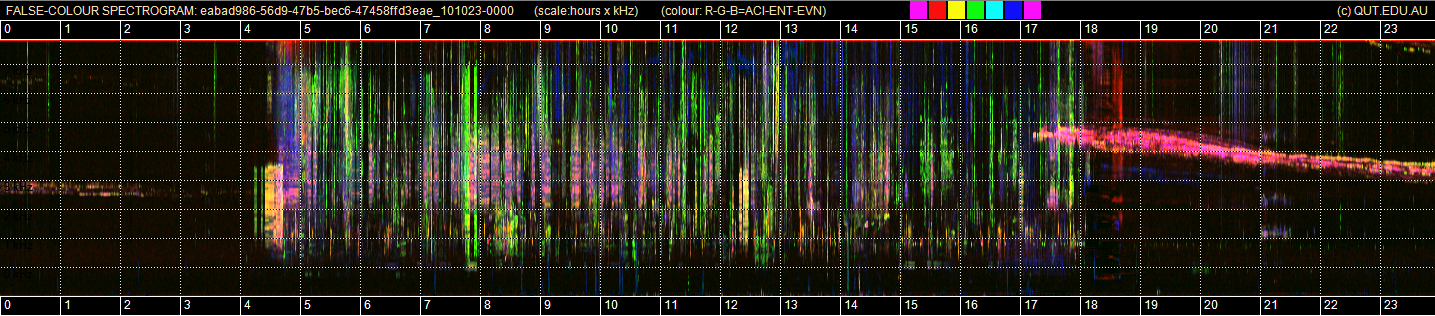 FALSE-COLOUR SPECTROGRAM: eabad986-56d9-47b5-bec6-47458ffd3eae_101023-0000 (scale:hours x kHz) (colour: R-G-B=ACI-ENT-EVN) (c) QUT.EDU.AU
0 1 2 3 4 5 6 7 8 9 10 11 12 13 14 15 16 17 18 19 20 21 22 23
0 1 2 3 4 5 6 7 8 9 10 11 12 13 14 15 16 17 18 19 20 21 22 23